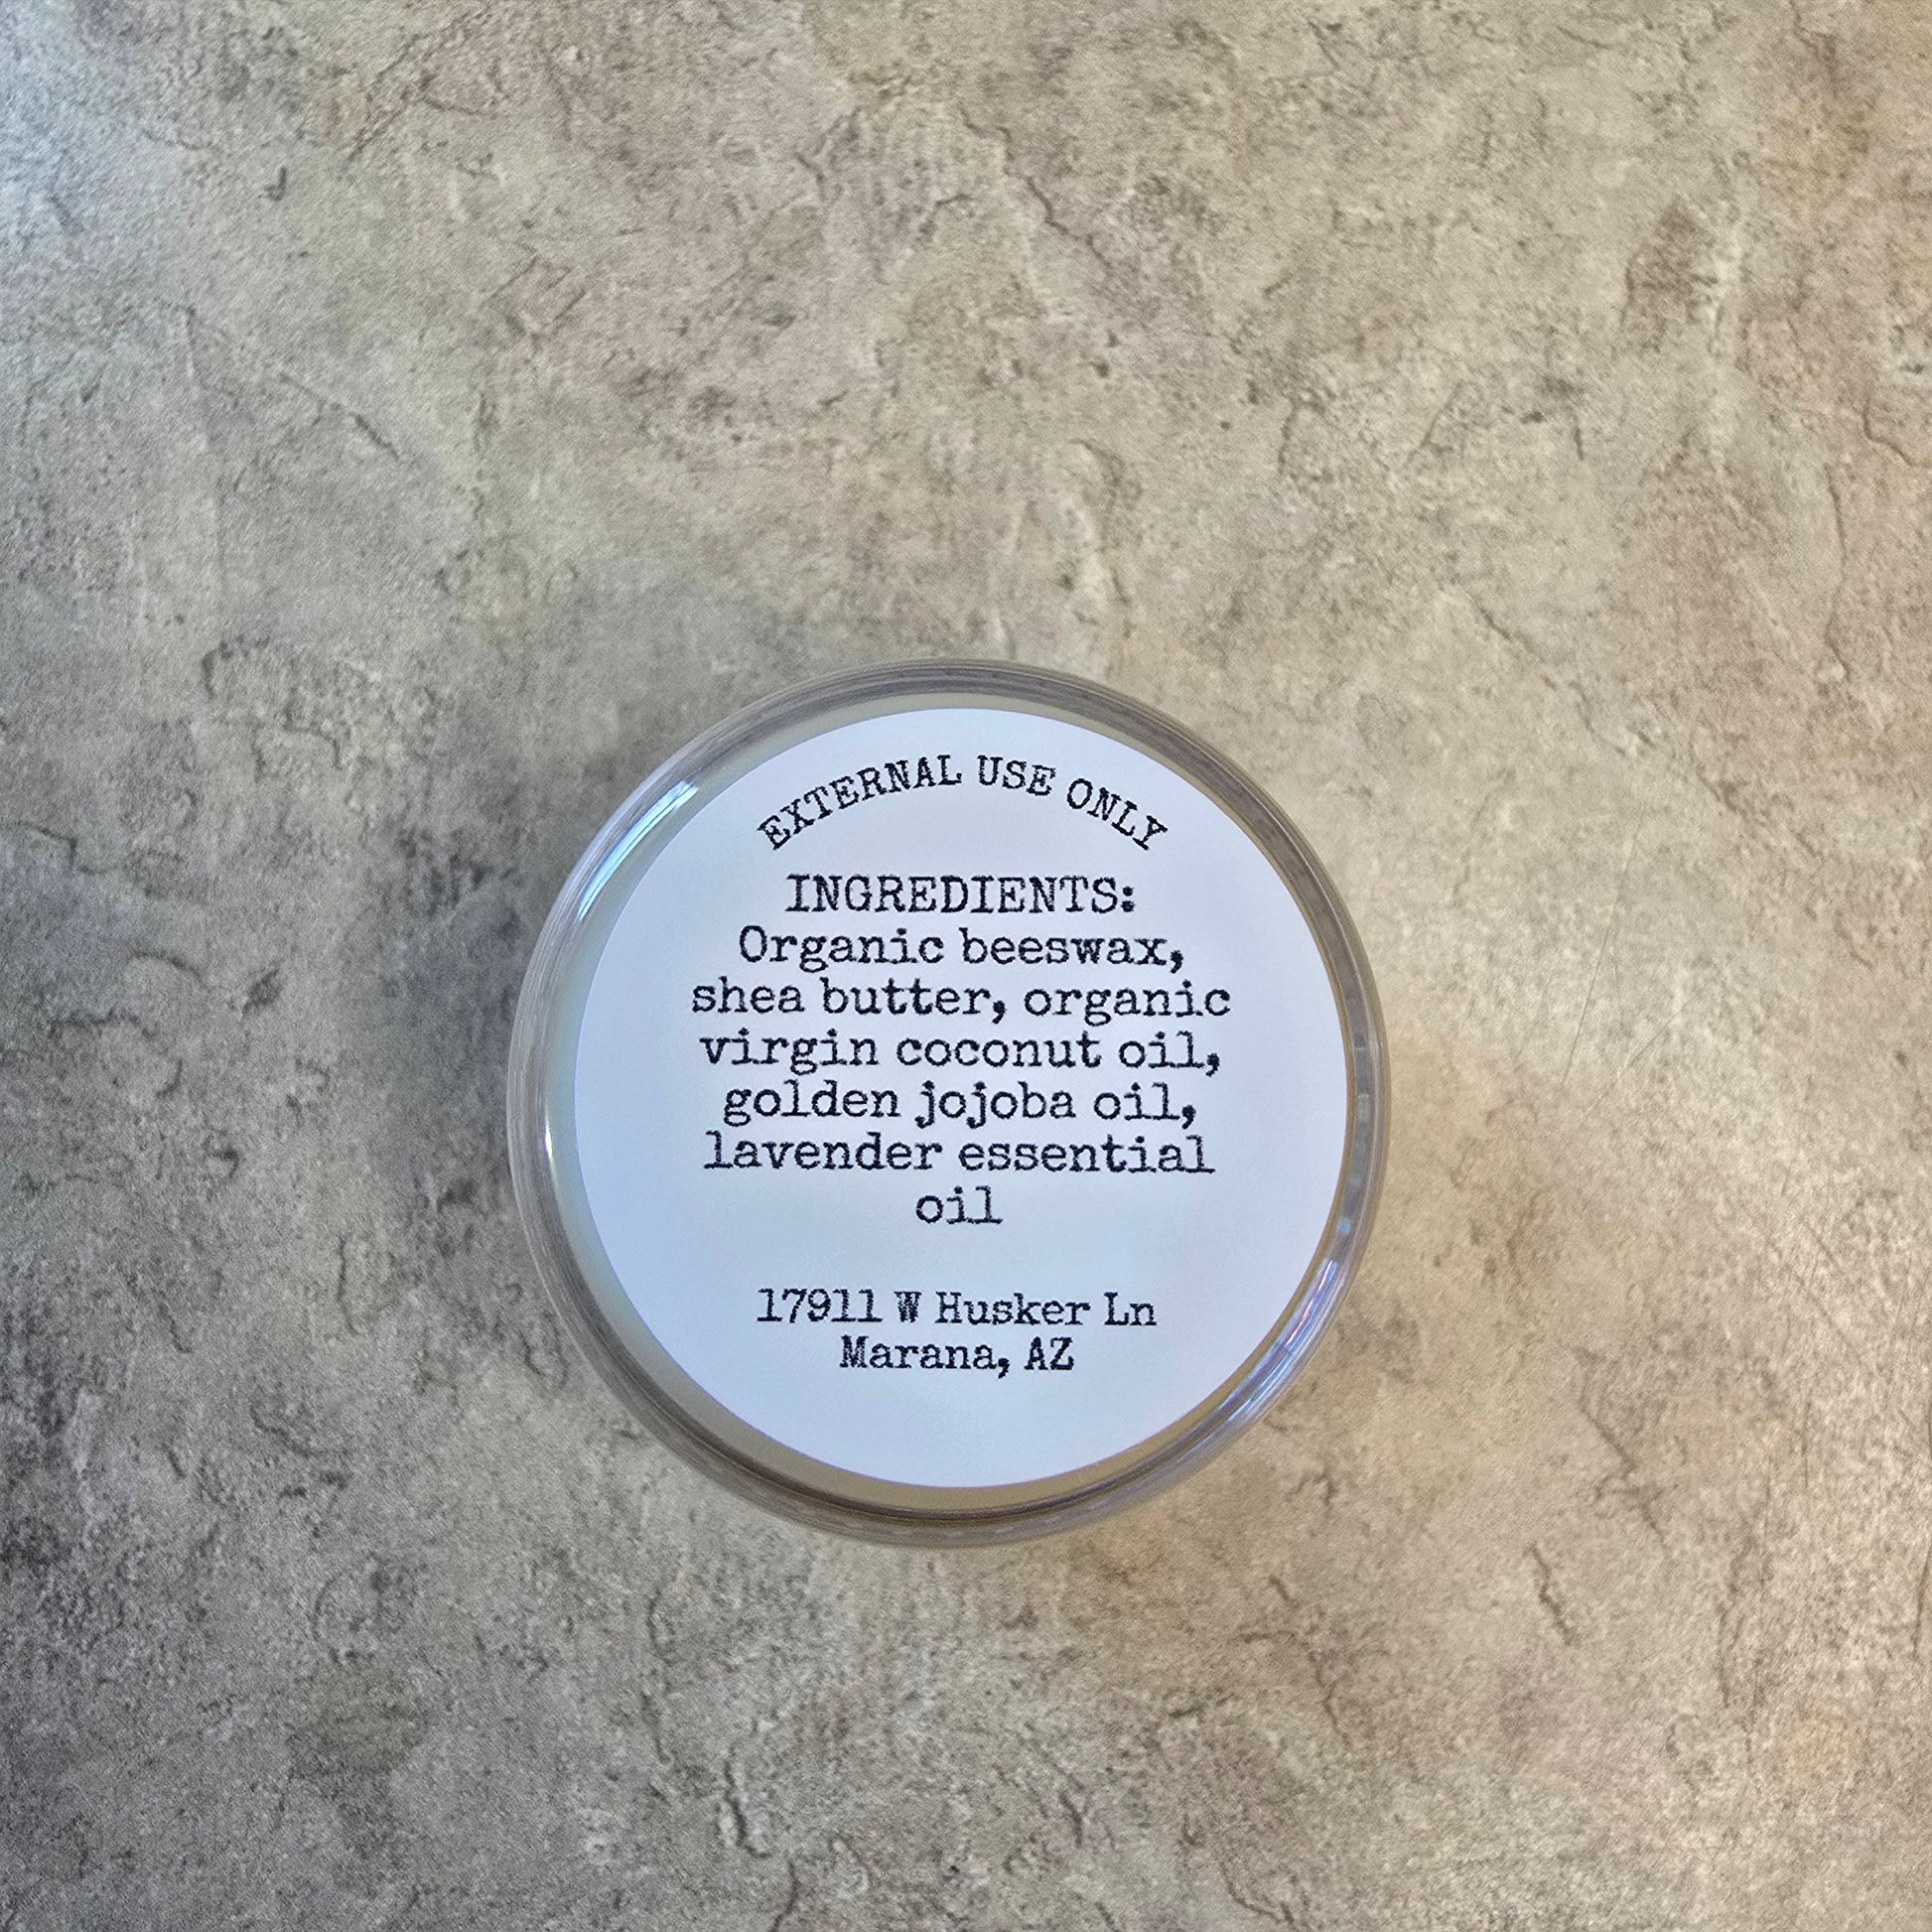 EXTERNAL USE ONLY
INGREDIENTS:
Organic beeswax,
shea butter, organic
virgin coconut oil,
golden jojoba oil,
lavender essential
oil
17911 W Husker Ln
Marana, AZ